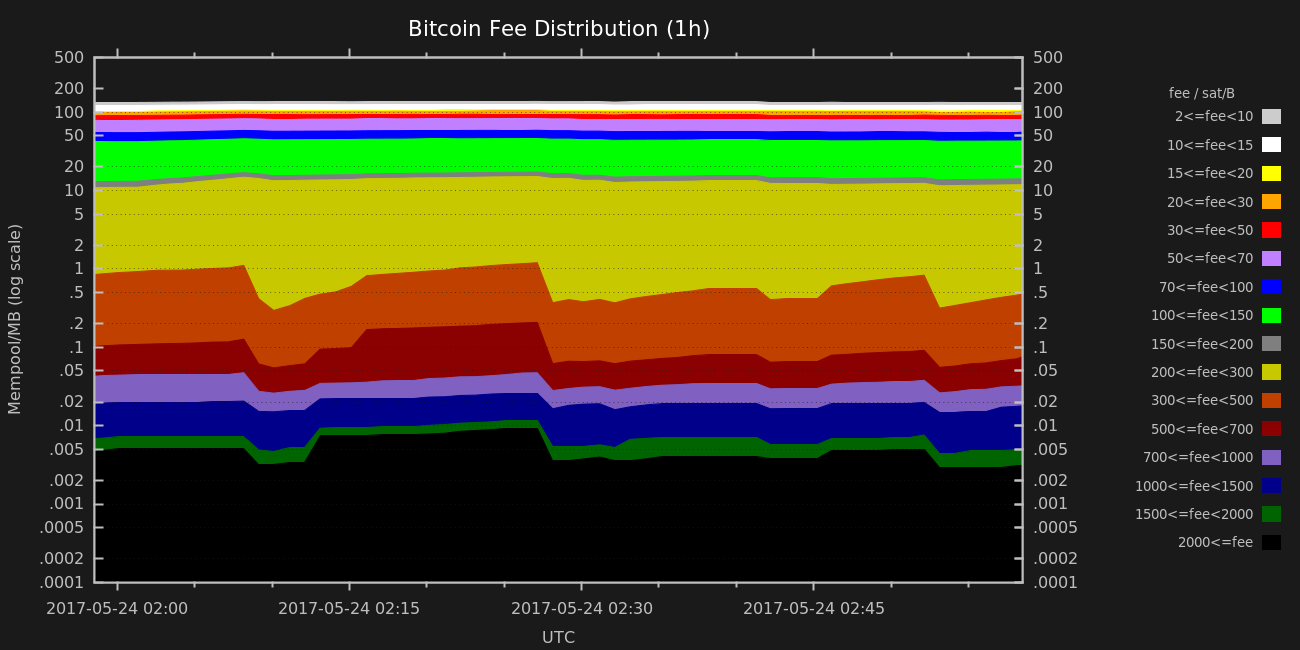 Bitcoin Fee Distribution (1h)
500
200
100
50
20
10
5
2
1
.5
.2
.1
.05
.02
.01
.005
.002
.001
.0005
.0002
.0001
Mempool/MB (log scale)
500
200
100
50
20
10
5
2
1
.5
.2
.1
.05
.02
.01
.005
.002
.001
.0005
.0002
.0001
2017-05-24 02:00
2017-05-24 02:15
2017-05-24 02:30
2017-05-24 02:45
UTC
fee / sat/B
2<=fee<10
10<=fee<15
15<=fee<20
20<=fee<30
30<=fee<50
50<=fee<70
70<=fee<100
100<=fee<150
150<=fee<200
200<=fee<300
300<=fee<500
500<=fee<700
700<=fee<1000
1000<=fee<1500
1500<=fee<2000
2000<=fee